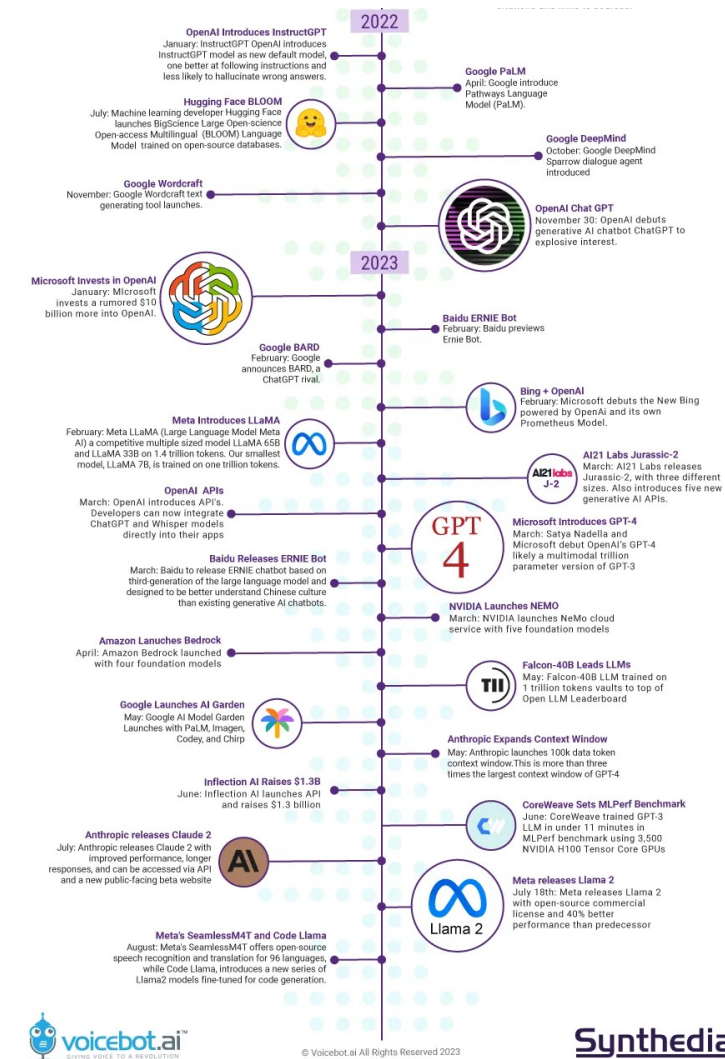 2022
OpenAI Introduces InstructGPT
January: InstructGPT OpenAI introduces
InstructGPT model as new default model,
one better at following instructions and
less likely to hallucinate wrong answers.
Google PaLM
April: Google introduce
Pathways Language
Model (PaLM).
Hugging Face BLOOM
July: Machine learning developer Hugging Face
launches BigScience Large Open-science
Open-access Multilingual (BLOOM) Language
Model trained on open-source databases.
Google DeepMind
October: Google DeepMind
Sparrow dialogue agent
introduced
Google Wordcraft
November: Google Wordcraft text
generating tool launches.
OpenAI Chat GPT
November 30: OpenAI debuts
generative AI chatbot ChatGPT to
explosive interest.
2023
Microsoft Invests in OpenAI
January: Microsoft
invests a rumored $10
billion more into OpenAI.
Baidu ERNIE Bot
February: Baidu previews
Ernie Bot.
Google BARD
February: Google
announces BARD, a
ChatGPT rival.
Bing + OpenAI
February: Microsoft debuts the New Bing
powered by OpenAi and its own
Prometheus Model.
Meta Introduces LLaMA
February: Meta LLaMA (Large Language Model Meta
AI) a competitive multiple sized model LLaMA 65B
and LLaMA 33B on 1.4 trillion tokens. Our smallest
model, LLaMA 7B, is trained on one trillion tokens.
AI21labs
J-2
AI21 Labs Jurassic-2
March: AI21 Labs releases
Jurassic-2, with three different
sizes. Also introduces five new
generative AI APIs.
OpenAI APIs
March: OpenAI introduces API's.
Developers can now integrate
ChatGPT and Whisper models
directly into their apps
GPT
4
Microsoft Introduces GPT-4
March: Satya Nadella and
Microsoft debut OpenAI's GPT-4
likely a multimodal trillion
parameter version of GPT-3
Baidu Releases ERNIE Bot
March: Baidu to release ERNIE chatbot based on
third-generation of the large language model and
designed to be better understand Chinese culture
than existing generative AI chatbots.
NVIDIA Launches NEMO
March: NVIDIA launches NeMo cloud
service with five foundation models
Amazon Lanuches Bedrock
April: Amazon Bedrock launched
with four foundation models
TII
Falcon-40B Leads LLMs
May: Falcon-40B LLM trained on
1 trillion tokens vaults to top of
Open LLM Leaderboard
Google Launches AI Garden
May: Google AI Model Garden
Launches with PaLM, Imagen,
Codey, and Chirp
Anthropic Expands Context Window
May: Anthropic launches 100k data token
context window.This is more than three
times the largest context window of GPT-4
Inflection AI Raises $1.3B
June: Inflection AI launches API
and raises $1.3 billion
CoreWeave Sets MLPerf Benchmark
June: CoreWeave trained GPT-3
LLM in under 11 minutes in
MLPerf benchmark using 3,500
NVIDIA H100 Tensor Core GPUs
Anthropic releases Claude 2
July: Anthropic releases Claude 2 with
improved performance, longer
responses, and can be accessed via API
and a new public-facing beta website
A\
Meta releases Llama 2
July 18th: Meta releases Llama 2
with open-source commercial
license and 40% better
performance than predecessor
Llama 2
Meta's SeamlessM4T and Code Llama
August: Meta's SeamlessM4T offers open-source
speech recognition and translation for 96 languages,
while Code Llama, introduces a new series of
Llama2 models fine-tuned for code generation.
voicebot.ai™
GIVING VOICE TO A REVOLUTION
© Voicebot.ai All Rights Reserved 2023
Synthedia